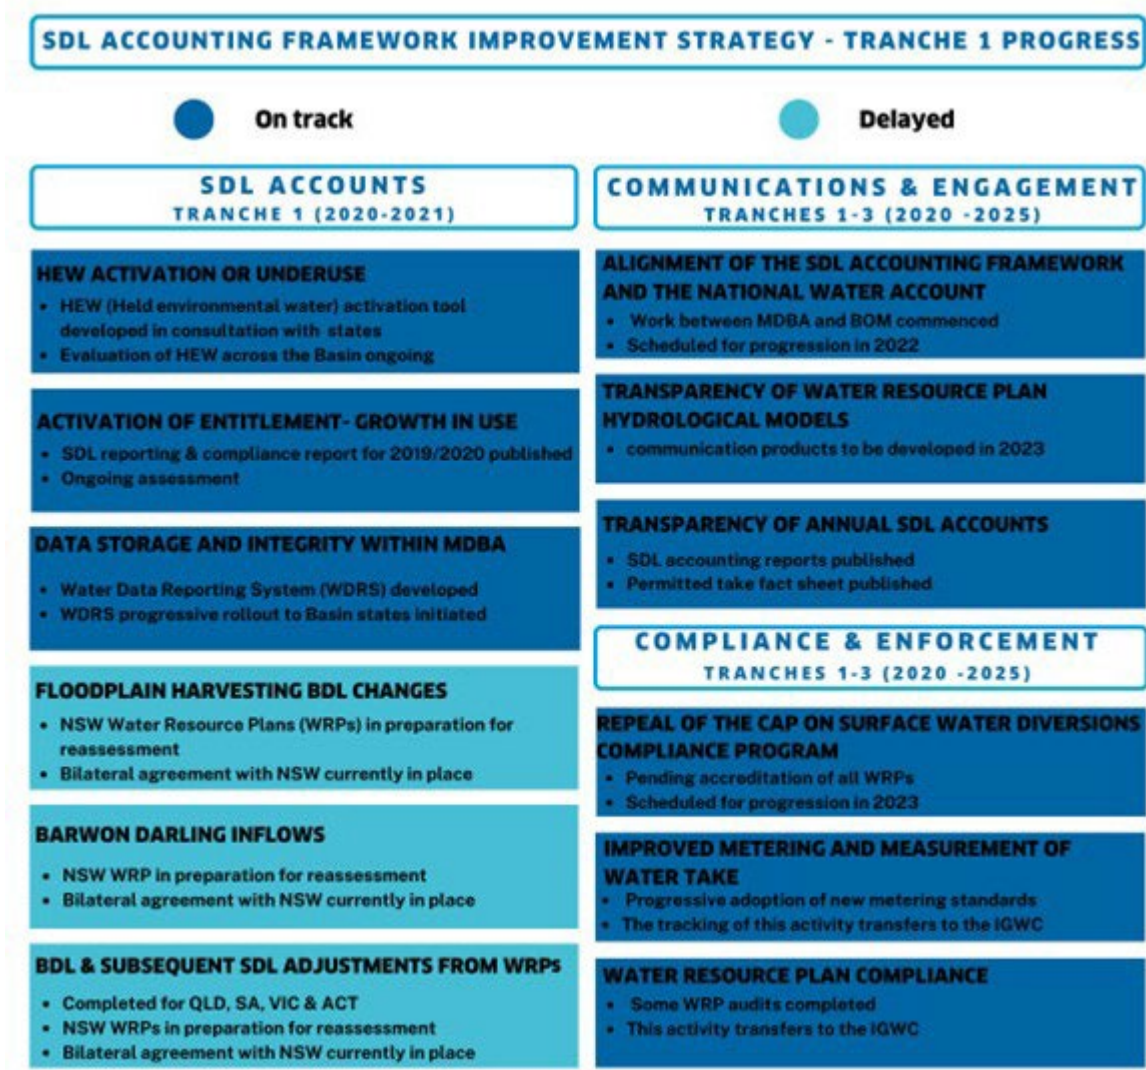 SDL ACCOUNTING FRAMEWORK IMPROVEMENT STRATEGY - TRANCHE 1 PROGRESS
On track
Delayed
SDL ACCOUNTS
TRANCHE 1 (2020-2021)
HEW ACTIVATION OR UNDERUSE
• HEW (Held environmental water) activation tool
developed in consultation with states
• Evaluation of HEW across the Basin ongoing
ACTIVATION OF ENTITLEMENT- GROWTH IN USE
• SDL reporting & compliance report for 2019/2020 published
• Ongoing assessment
DATA STORAGE AND INTEGRITY WITHIN MDBA
• Water Data Reporting System (WDRS) developed
• WDRS progressive rollout to Basin states initiated
FLOODPLAIN HARVESTING BDL CHANGES
• NSW Water Resource Plans (WRPs) in preparation for
reassessment
• Bilateral agreement with NSW currently in place
BARWON DARLING INFLOWS
• NSW WRP in preparation for reassessment
• Bilateral agreement with NSW currently in place
BDL & SUBSEQUENT SDL ADJUSTMENTS FROM WRPs
• Completed for QLD, SA, VIC & ACT
• NSW WRPs in preparation for reassessment
• Bilateral agreement with NSW currently in place
COMMUNICATIONS & ENGAGEMENT
TRANCHES 1-3 (2020 -2025)
ALIGNMENT OF THE SDL ACCOUNTING FRAMEWORK
AND THE NATIONAL WATER ACCOUNT
• Work between MDBA and BOM commenced
• Scheduled for progression in 2022
TRANSPARENCY OF WATER RESOURCE PLAN
HYDROLOGICAL MODELS
• communication products to be developed in 2023
TRANSPARENCY OF ANNUAL SDL ACCOUNTS
• SDL accounting reports published
• Permitted take fact sheet published
COMPLIANCE & ENFORCEMENT
TRANCHES 1-3 (2020 -2025)
REPEAL OF THE CAP ON SURFACE WATER DIVERSIONS
COMPLIANCE PROGRAM
• Pending accreditation of all WRPs
• Scheduled for progression in 2023
IMPROVED METERING AND MEASUREMENT OF
WATER TAKE
• Progressive adoption of new metering standards
• The tracking of this activity transfers to the IGWC
WATER RESOURCE PLAN COMPLIANCE
• Some WRP audits completed
• This activity transfers to the IGWC